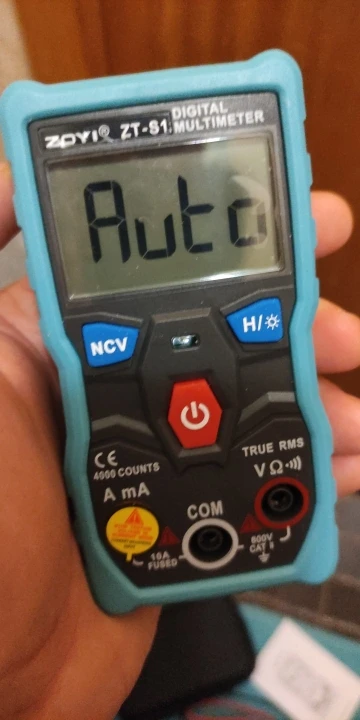 ZOYI® ZT-S1
DIGITAL
MULTIMETER
Auto
NCV
H/
CE
4000 COUNTS
TRUE RMS
A mA
V Ω
COM
10A
FUSED
600V
CAT II